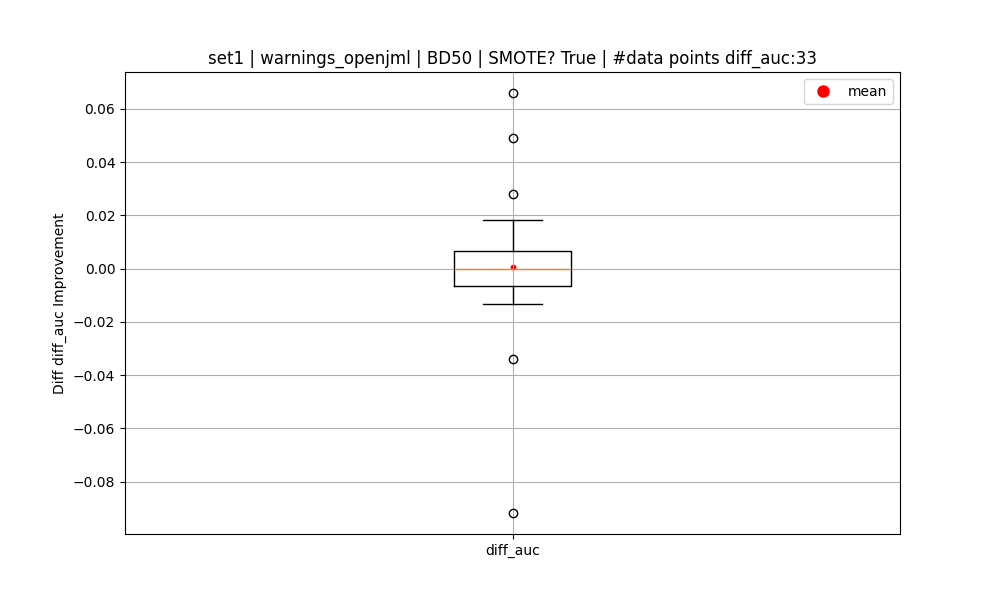 set1 | warnings_openjml | BD50 | SMOTE? True | #data points diff_auc:33
mean
0.06
0.04
0.02
0.00
−0.02
−0.04
−0.06
−0.08
Diff diff_auc Improvement
diff_auc